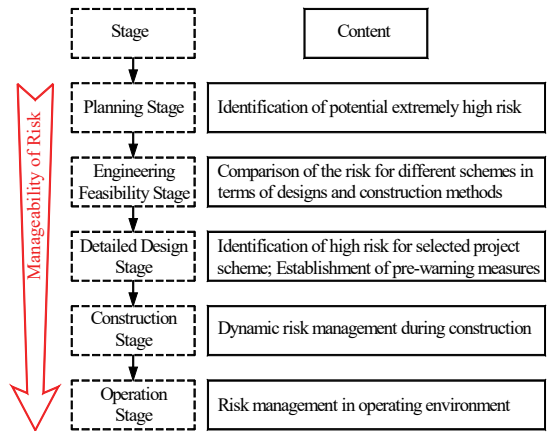 Stage
Content
Manageability of Risk
Planning Stage
Identification of potential extremely high risk
Engineering
Feasibility Stage
Comparison of the risk for different schemes in
terms of designs and construction methods
Detailed Design
Stage
Identification of high risk for selected project
scheme; Establishment of pre-warning measures
Construction
Stage
Dynamic risk management during construction
Operation
Stage
Risk management in operating environment